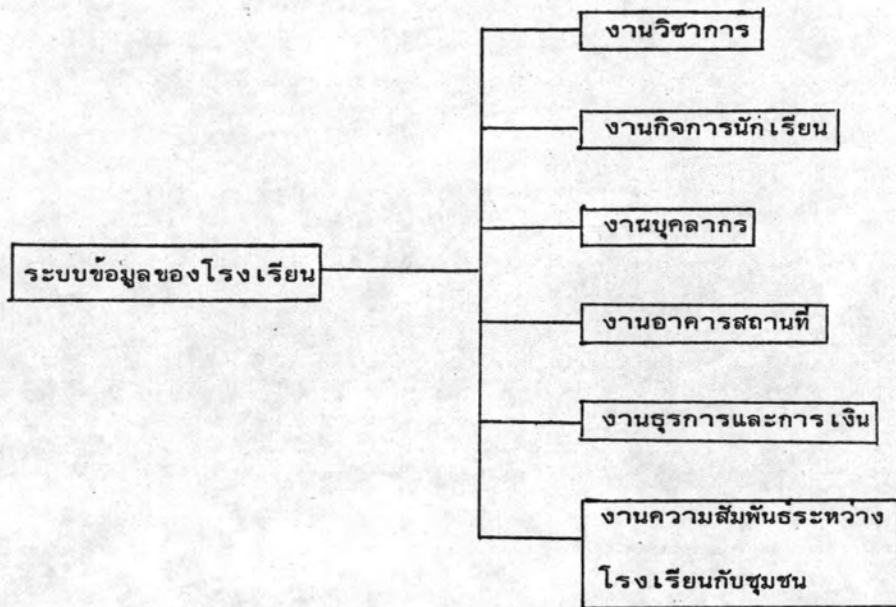 งานวิชาการ
งานกิจการนักเรียน
งานบุคลากร
ระบบข้อมูลของโรงเรียน
งานอาคารสถานที่
งานธุรการและการเงิน
งานความสัมพันธ์ระหว่าง
โรงเรียนกับชุมชน